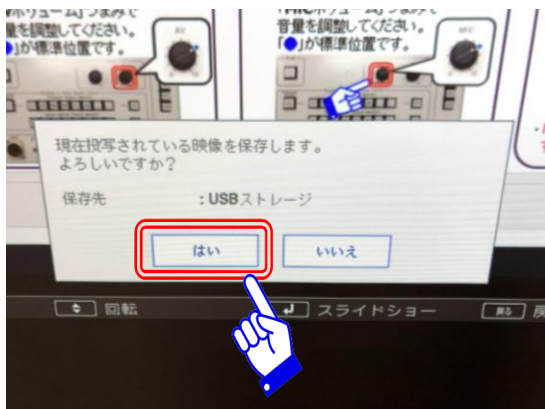 音量を調整してください。
「●」が標準位置です。
量を調整してください。
●」が標準位置です。
MIC
現在投写されている映像を保存します。
よろしいですか？
保存先 : USBストレージ
はい いいえ
回転 スライドショー 戻る